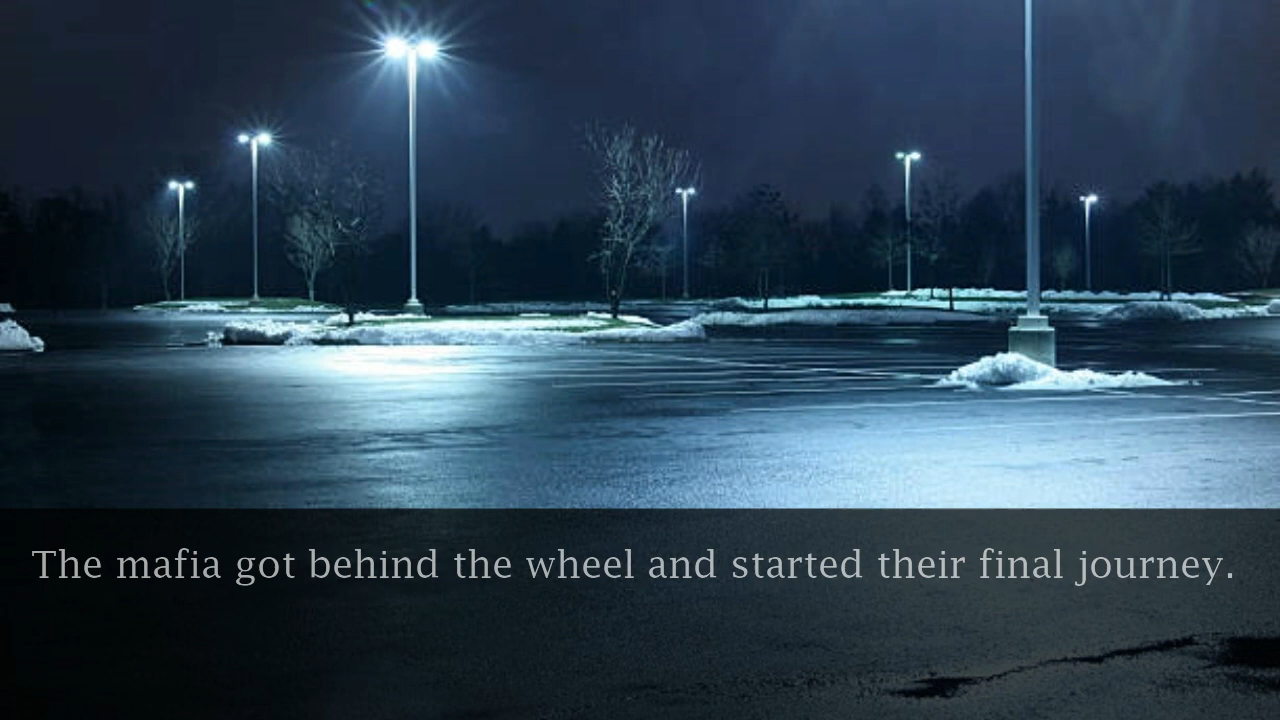 The mafia got behind the wheel and started their final journey.